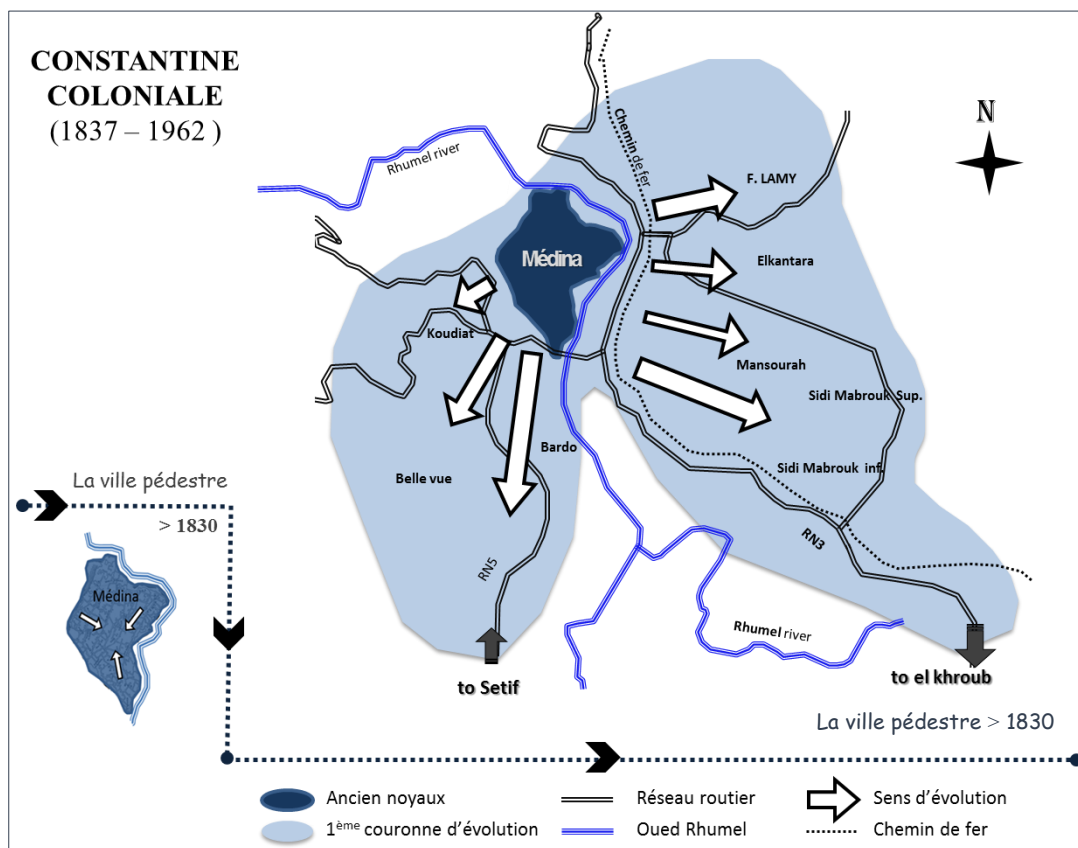 CONSTANTINE
COLONIALE
(1837 – 1962 )
N
Rhumel river
Chemin de fer
F. LAMY
Médina
Elkantara
Koudiat
Mansourah
Sidi Mabrouk Sup.
Bardo
Belle vue
Sidi Mabrouk inf.
RN3
RN5
Rhumel river
to Setif
to el khroub
La ville pédestre
> 1830
Médina
La ville pédestre > 1830
Ancien noyaux
Réseau routier
Sens d'évolution
1ème couronne d'évolution
Oued Rhumel
Chemin de fer